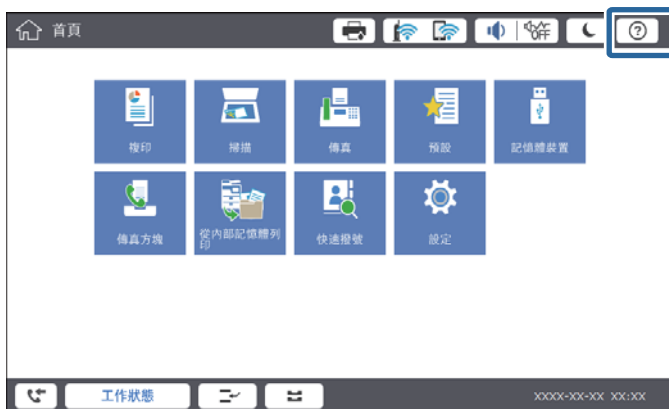 首頁
OFF
?
複印
掃描
傳真
預設
記憶體裝置
傳真方塊
從內部記憶體列
印
快速撥號
設定
工作狀態
XXXX-XX-XX XX:XX